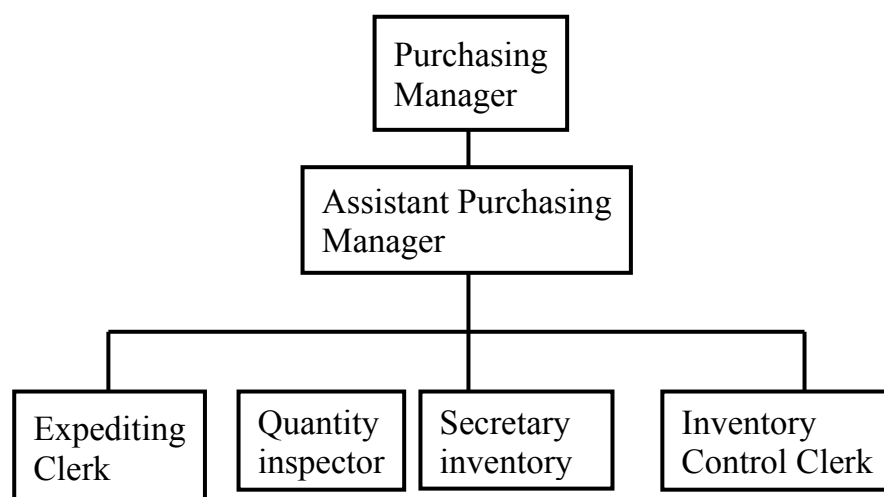 Purchasing
Manager
Assistant Purchasing
Manager
Expediting
Clerk
Quantity
inspector
Secretary
inventory
Inventory
Control Clerk